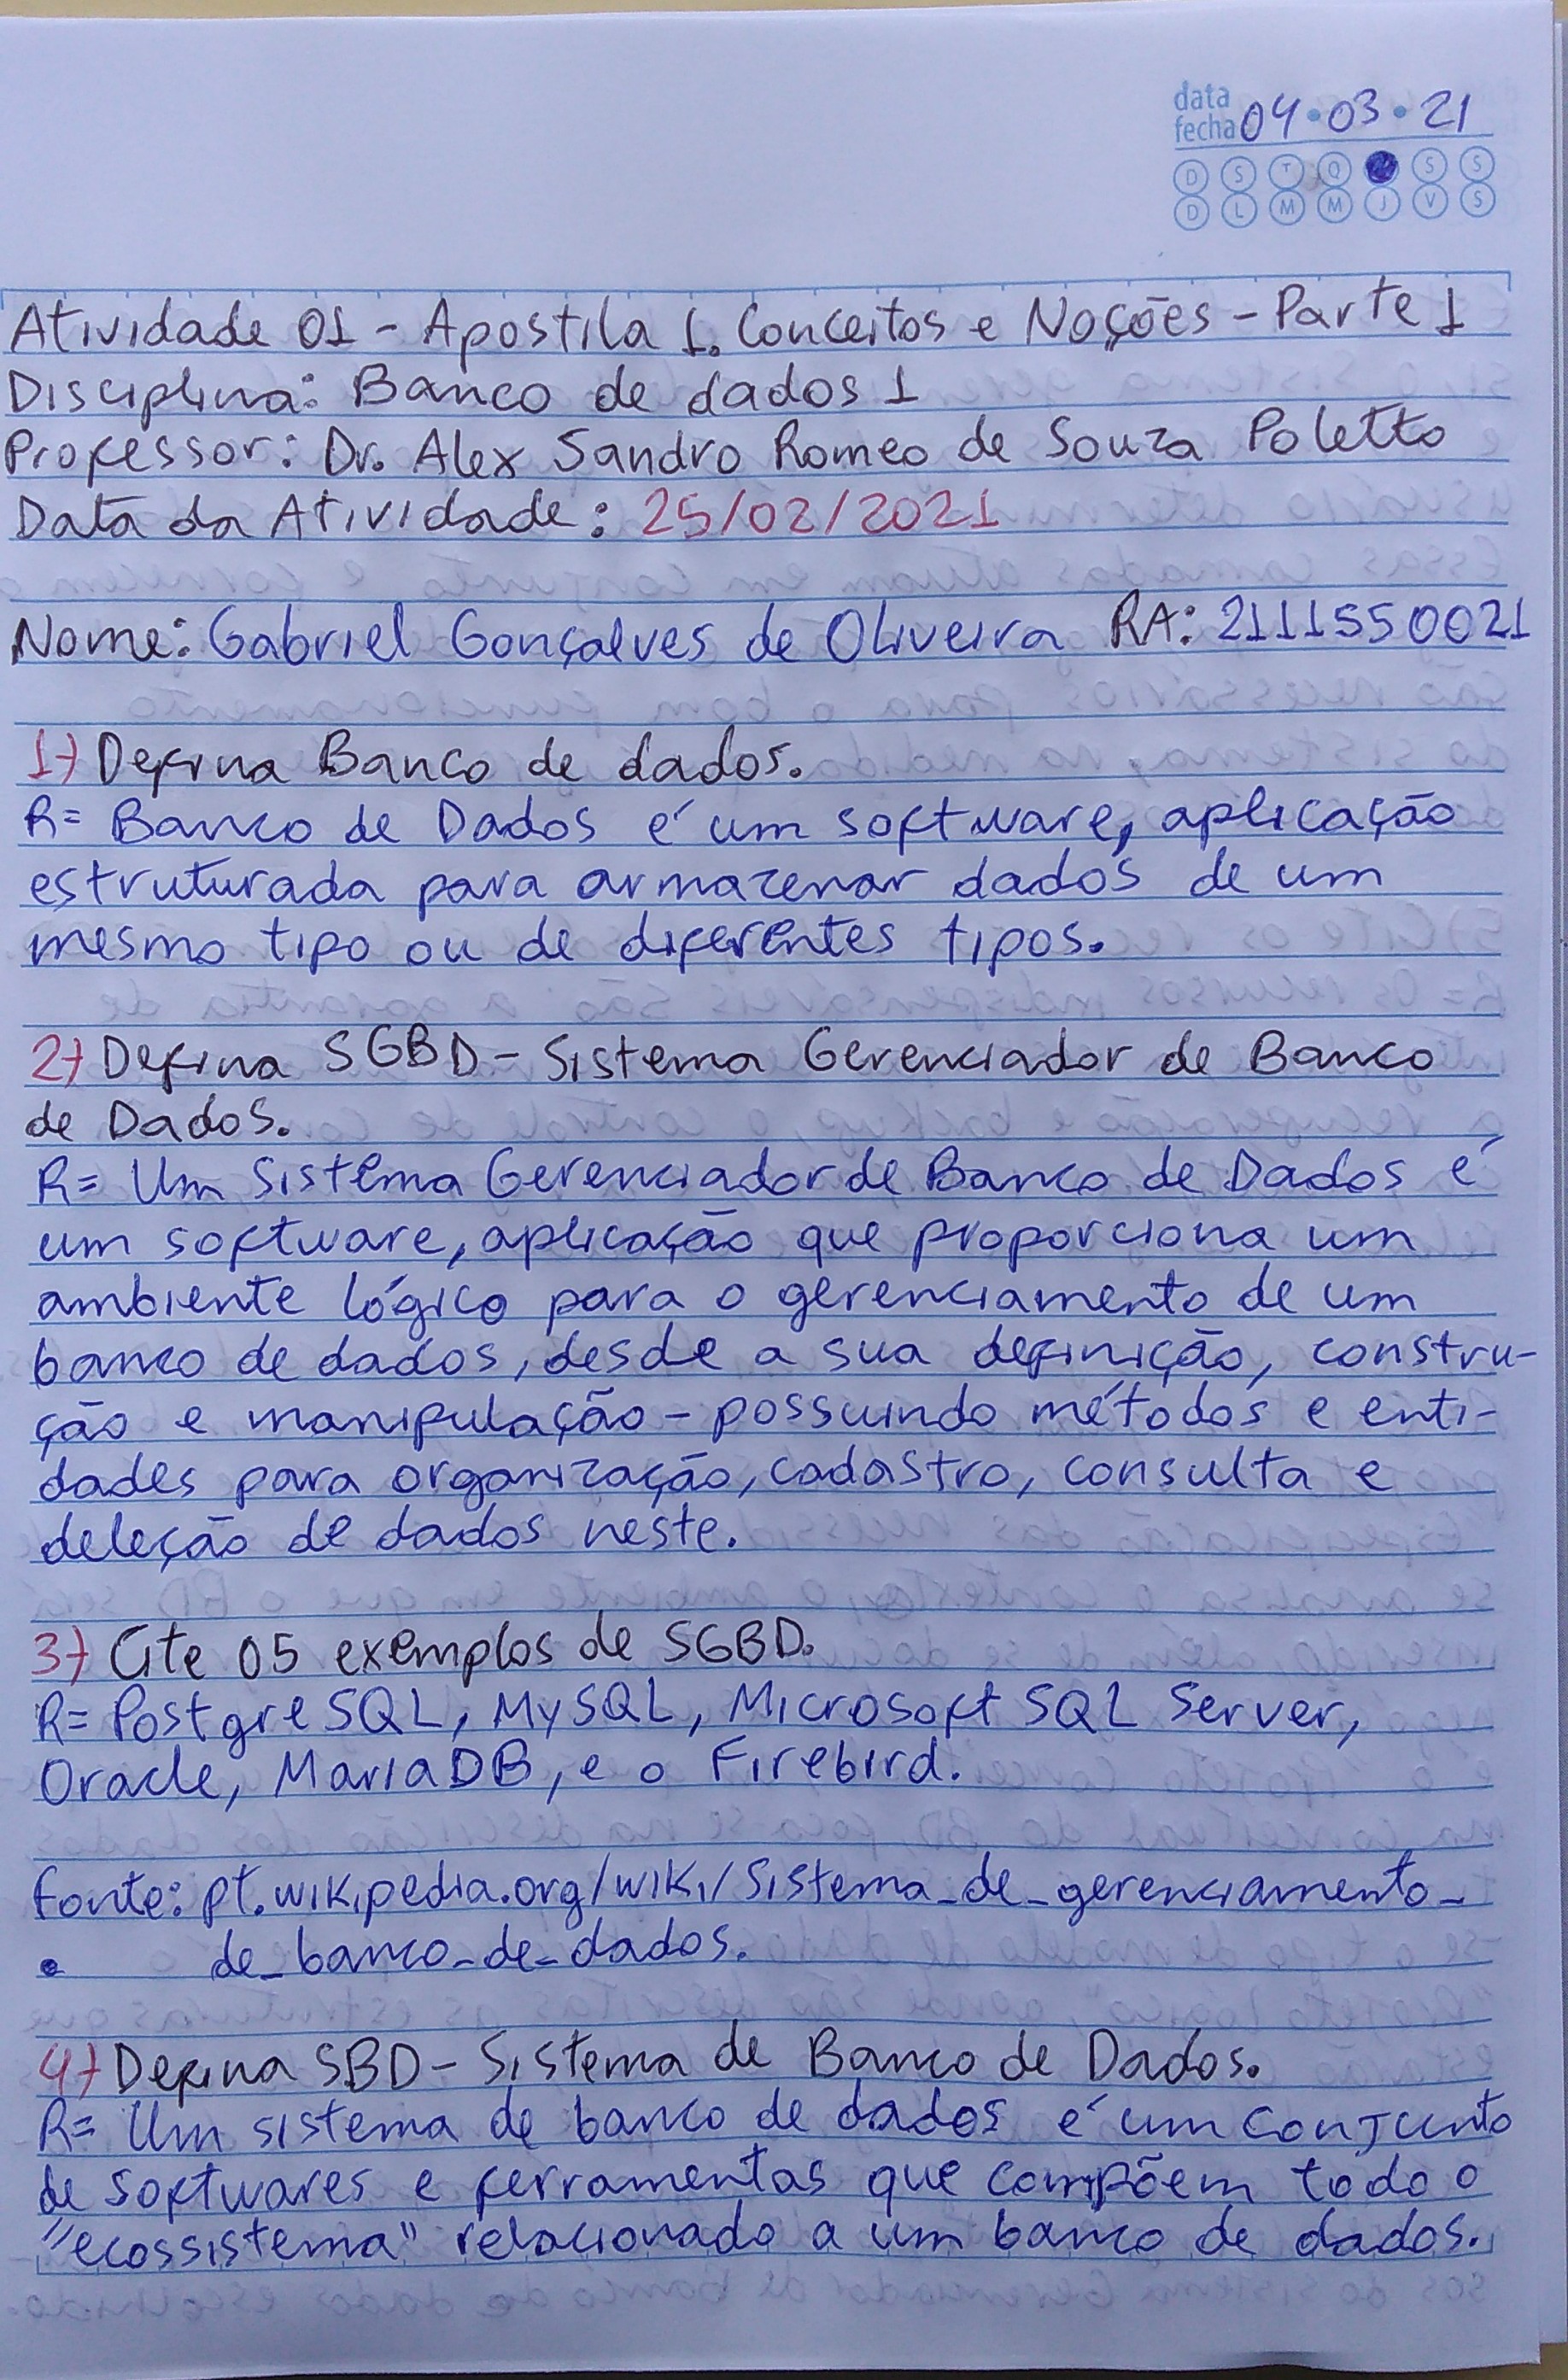 data
fecha 04 • 03 • 21
D S T Q S S
D L M M J V S
Atividade 01 - Apostila 1. Conceitos e Noções - Parte 1
Disciplina: Banco de dados 1
Professor: Dr. Alex Sandro Romeo de Souza Poletto
Data da Atividade: 25/02/2021
Nome: Gabriel Gonçalves de Oliveira RA: 2111550021
1) Defina Banco de dados.
R= Banco de Dados é um software, aplicação
estruturada para armazenar dados de um
mesmo tipo ou de diferentes tipos.
2) Defina SGBD - Sistema Gerenciador de Banco
de Dados.
R= Um Sistema Gerenciador de Banco de Dados é
um software, aplicação que proporciona um
ambiente lógico para o gerenciamento de um
banco de dados, desde a sua definição, constru-
ção e manipulação - possuindo métodos e enti-
dades para organização, cadastro, consulta e
deleção de dados neste.
3) Cite 05 exemplos de SGBD.
R= PostgreSQL, MySQL, Microsoft SQL Server,
Oracle, MariaDB, e o Firebird.
Fonte: pt.wikipedia.org/wiki/Sistema_de_gerenciamento_
de_banco_de_dados.
4) Defina SBD - Sistema de Banco de Dados.
R= Um sistema de banco de dados é um conjunto
de softwares e ferramentas que compõem todo o
"ecossistema" relacionado a um banco de dados.